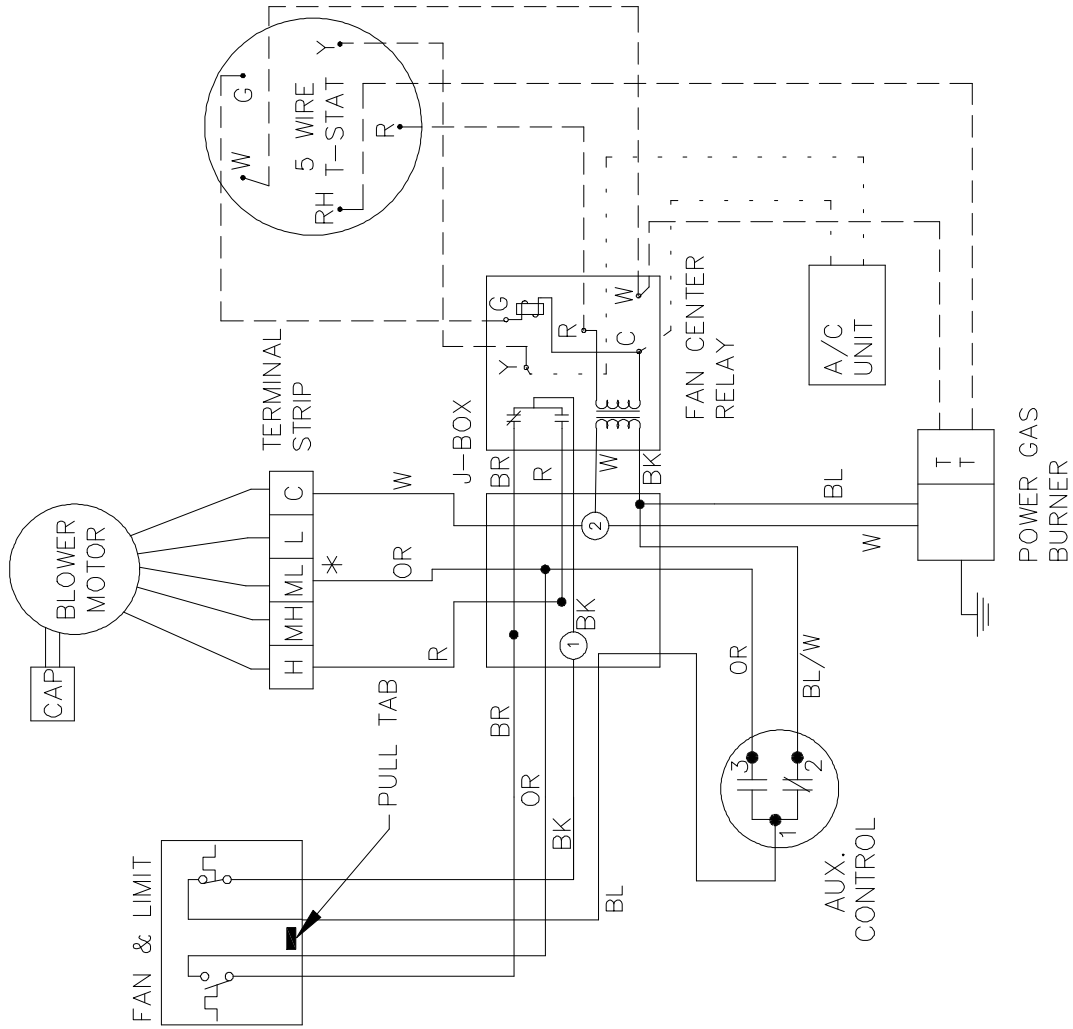 5 WIRE
T-STAT
G
W
Y
RH
R
CAP
BLOWER
MOTOR
TERMINAL
STRIP
H
MH
ML
L
C
*
R
OR
W
J-BOX
G
Y
R
C
W
BR
R
W
BK
FAN CENTER
RELAY
A/C
UNIT
1
2
BK
BL
W
T
T
POWER GAS
BURNER
FAN & LIMIT
PULL TAB
BR
OR
BK
BL
OR
BL/W
3
2
1
AUX.
CONTROL